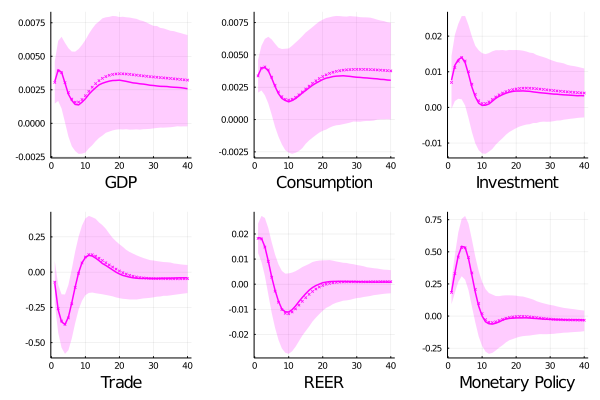 0.0075
0.0050
0.0025
0.0000
-0.0025
0 10 20 30 40
GDP
0.0075
0.0050
0.0025
0.0000
-0.0025
0 10 20 30 40
Consumption
0.02
0.01
0.00
-0.01
0 10 20 30 40
Investment
0.25
0.00
-0.25
-0.50
0 10 20 30 40
Trade
0.02
0.01
0.00
-0.01
-0.02
0 10 20 30 40
REER
0.75
0.50
0.25
0.00
-0.25
0 10 20 30 40
Monetary Policy